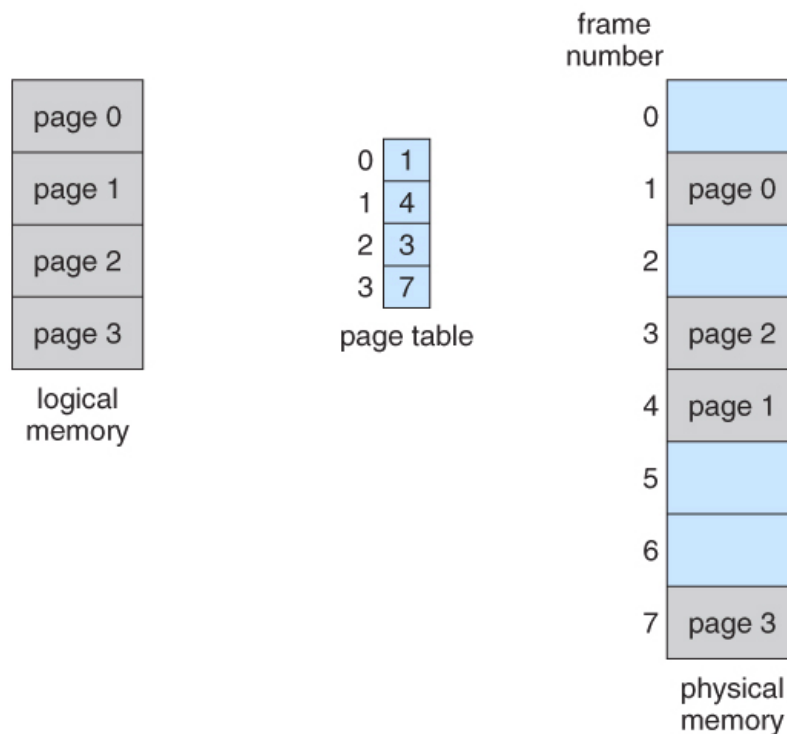 page 0
page 1
page 2
page 3
logical
memory
0 1
1 4
2 3
3 7
page table
frame
number
0
1 page 0
2
3 page 2
4 page 1
5
6
7 page 3
physical
memory